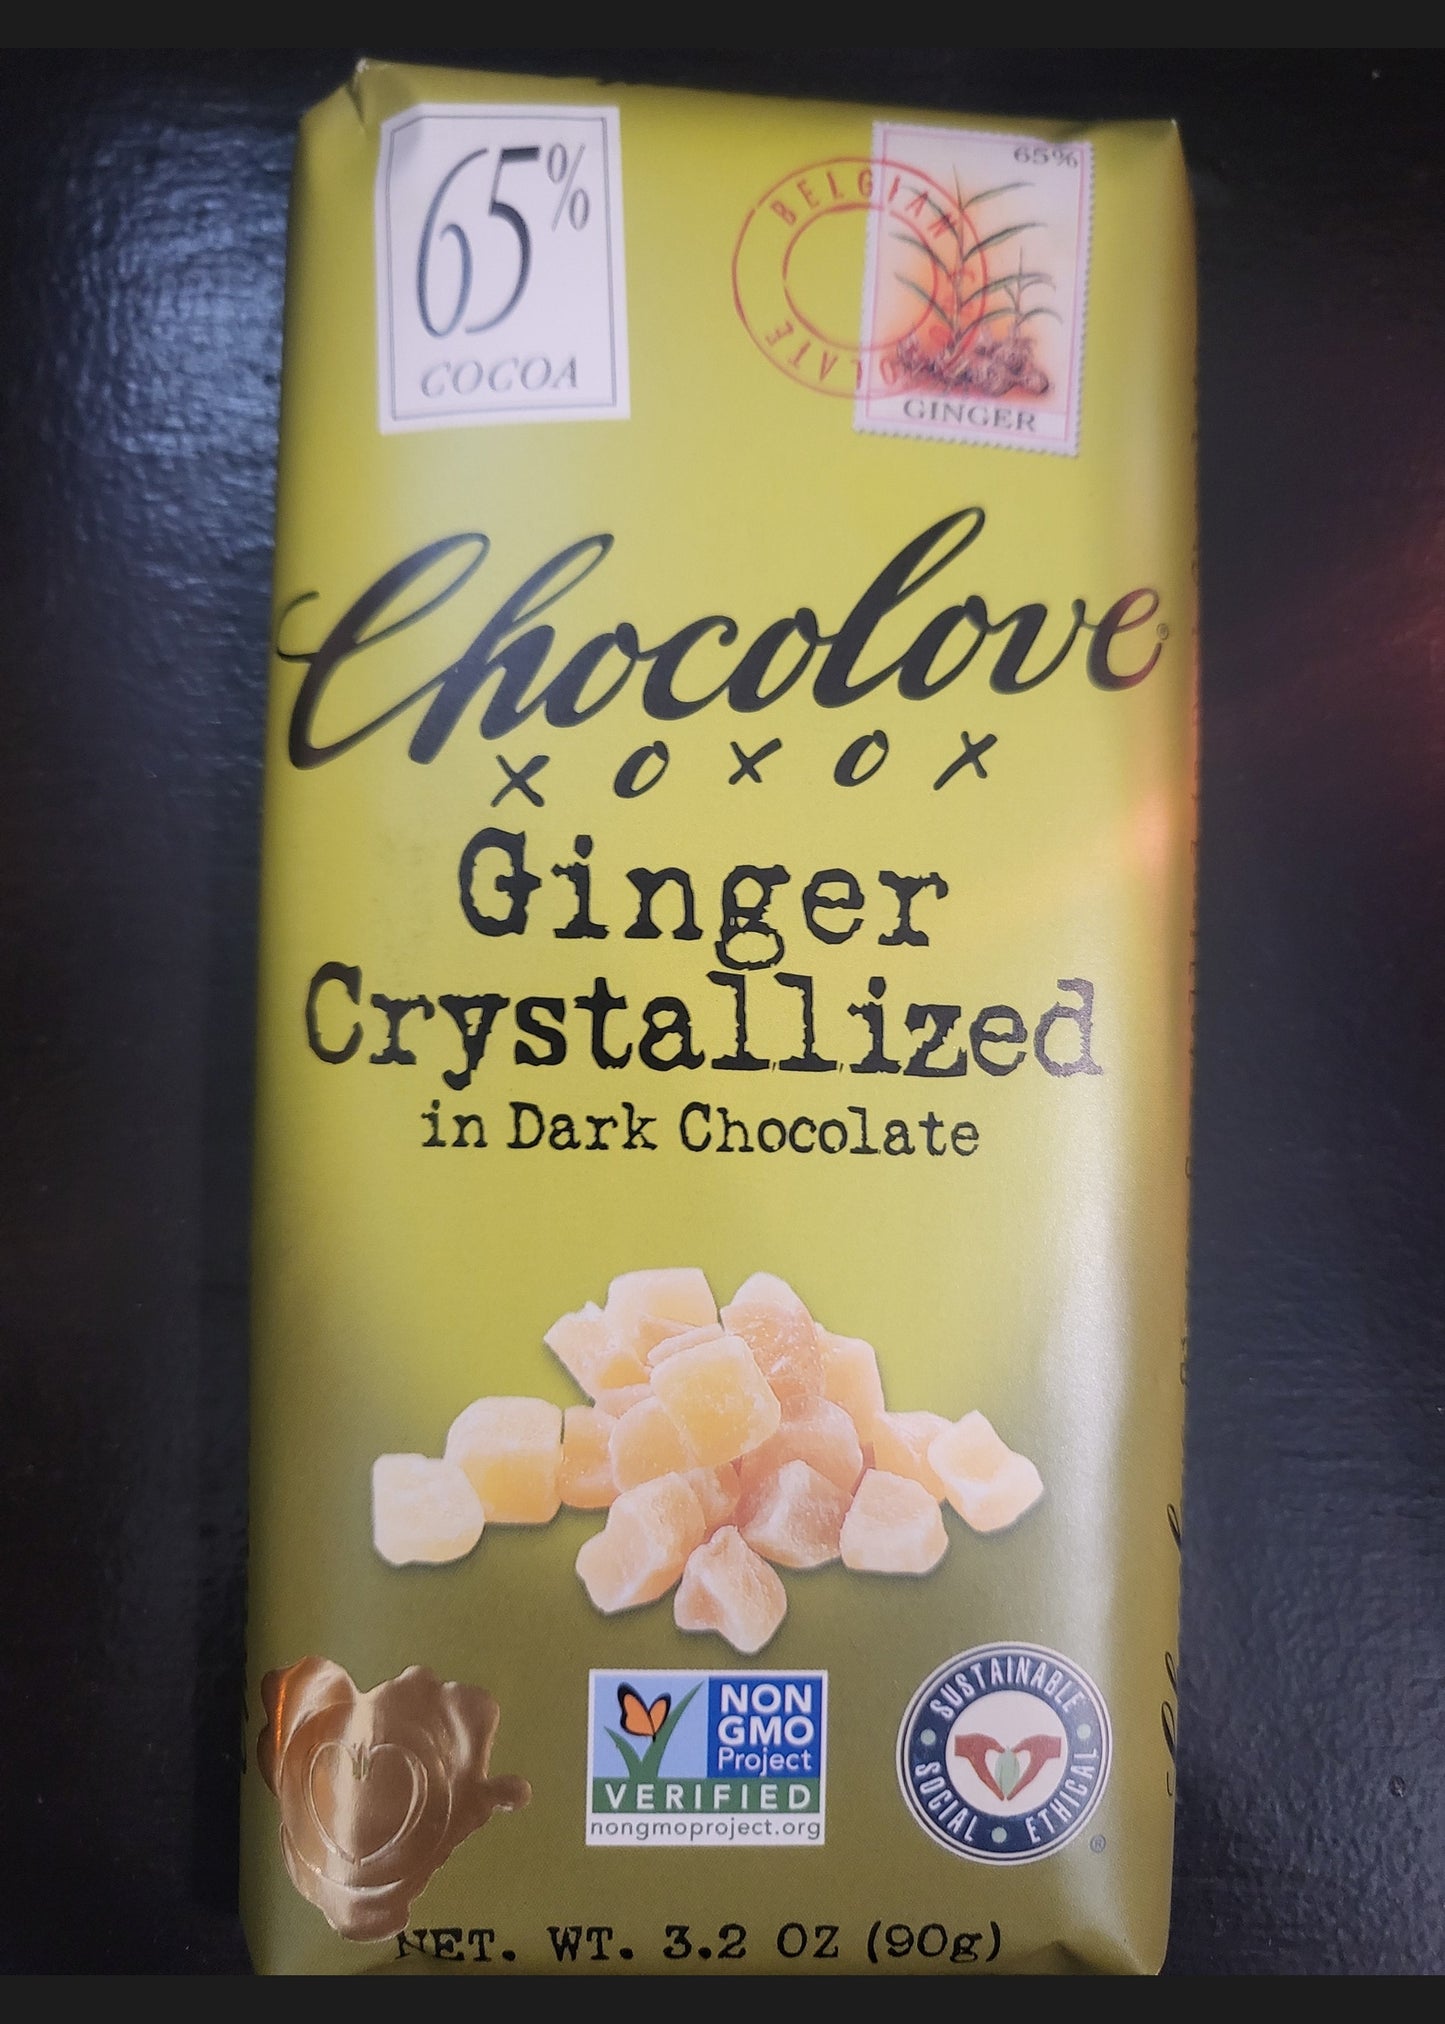 65%
COCOA
BELGIAN CHOCOLATE
65%
GINGER
Chocolove®
x o x o x
Ginger
Crystallized
in Dark Chocolate
NON
GMO
Project
VERIFIED
nongmoproject.org
SUSTAINABLE • ETHICAL • SOCIAL •
®
NET. WT. 3.2 OZ (90g)